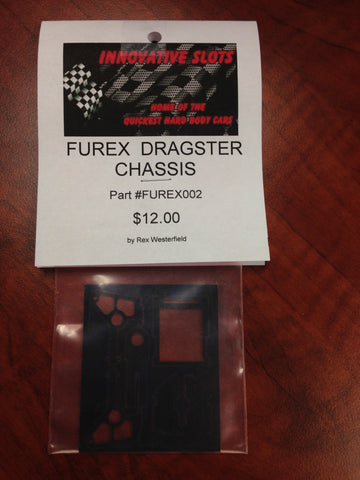 INNOVATIVE SLOTS
HOME OF THE
QUICKEST HARD BODY CARS
FUREX DRAGSTER
CHASSIS
Part #FUREX002
$12.00
by Rex Westerfield